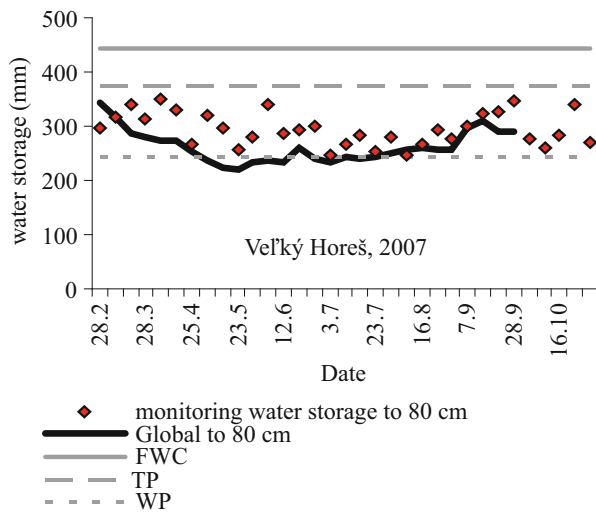 500
400
300
200
100
0
water storage (mm)
Veľký Horeš, 2007
28.2
28.3
25.4
23.5
12.6
3.7
23.7
16.8
7.9
28.9
16.10
Date
monitoring water storage to 80 cm
Global to 80 cm
FWC
TP
WP